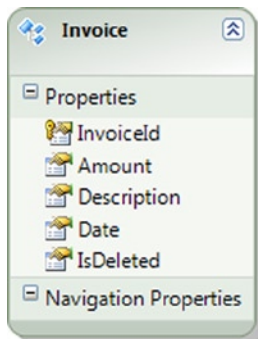 Invoice
Properties
InvoiceId
Amount
Description
Date
IsDeleted
Navigation Properties